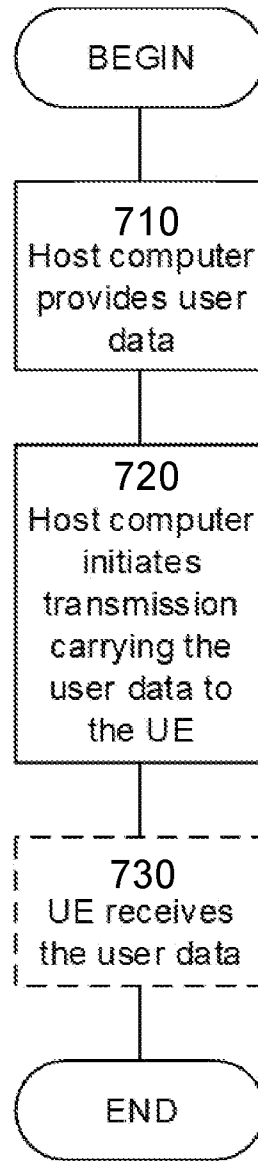 BEGIN
710
Host computer
provides user
data
720
Host computer
initiates
transmission
carrying the
user data to
the UE
730
UE receives
the user data
END